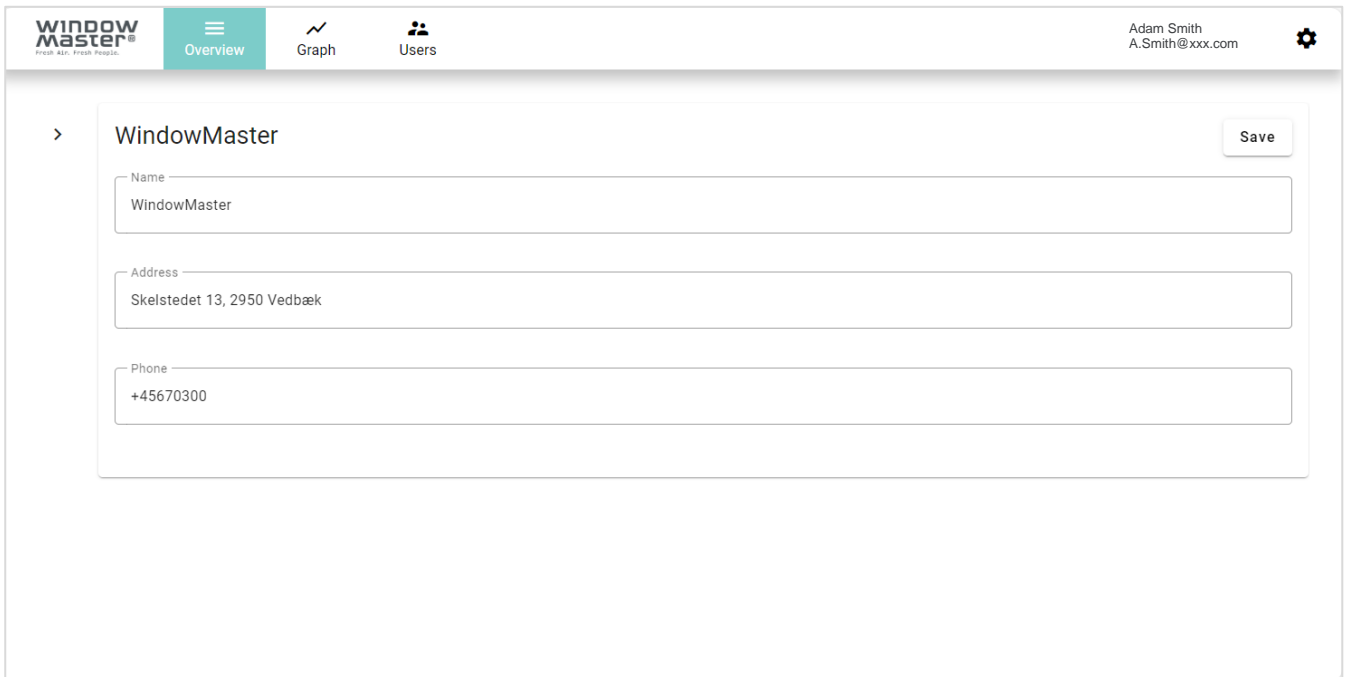 WINDOW
Master®
Fresh Air. Fresh People.
Overview
Graph
Users
Adam Smith
A.Smith@xxx.com
WindowMaster
Save
Name
WindowMaster
Address
Skelstedet 13, 2950 Vedbæk
Phone
+45670300